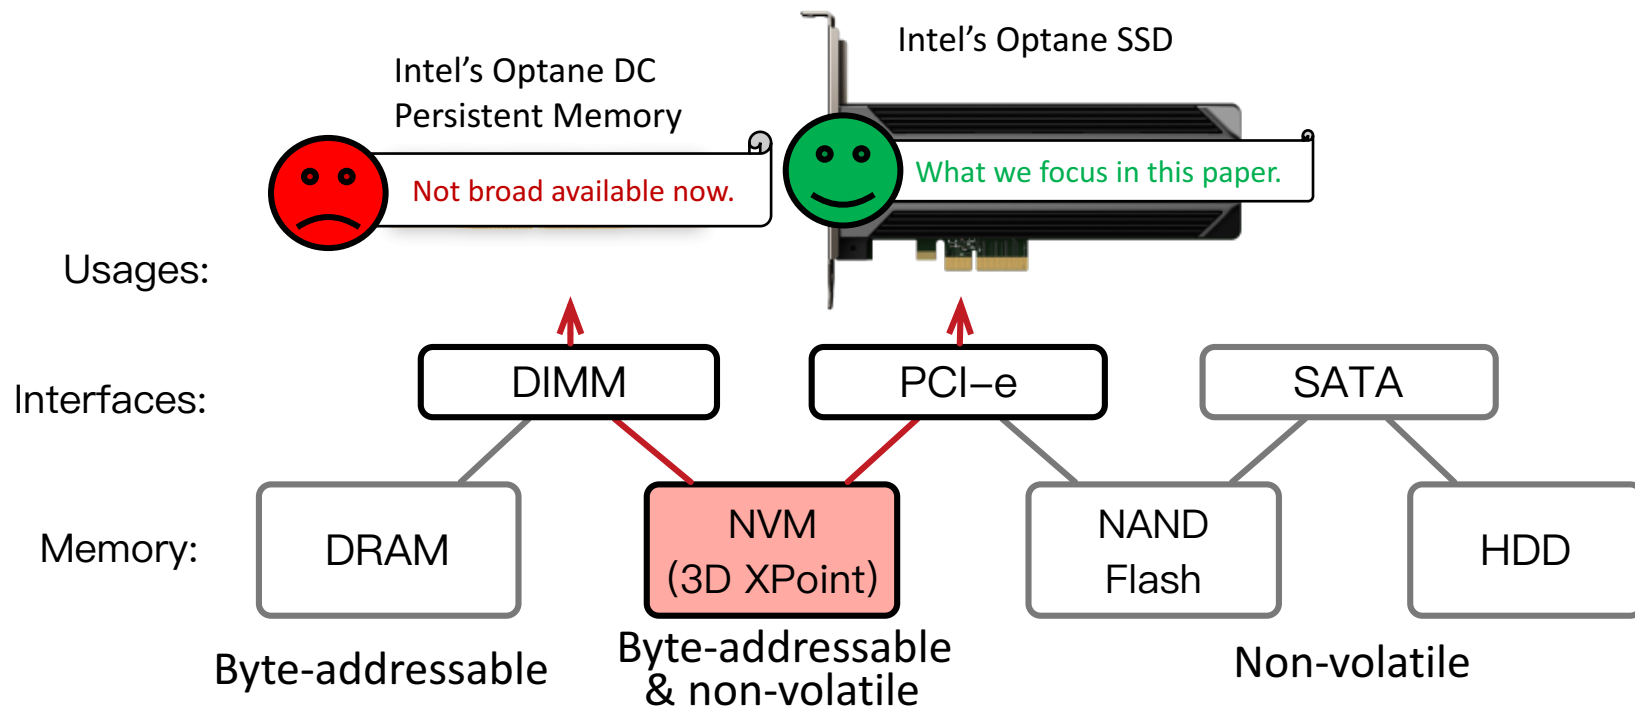 Intel’s Optane SSD
Intel’s Optane DC
Persistent Memory
Not broad available now.
What we focus in this paper.
Usages:
Interfaces:
DIMM
PCI-e
SATA
Memory:
DRAM
NVM
(3D XPoint)
NAND
Flash
HDD
Byte-addressable
Byte-addressable
& non-volatile
Non-volatile